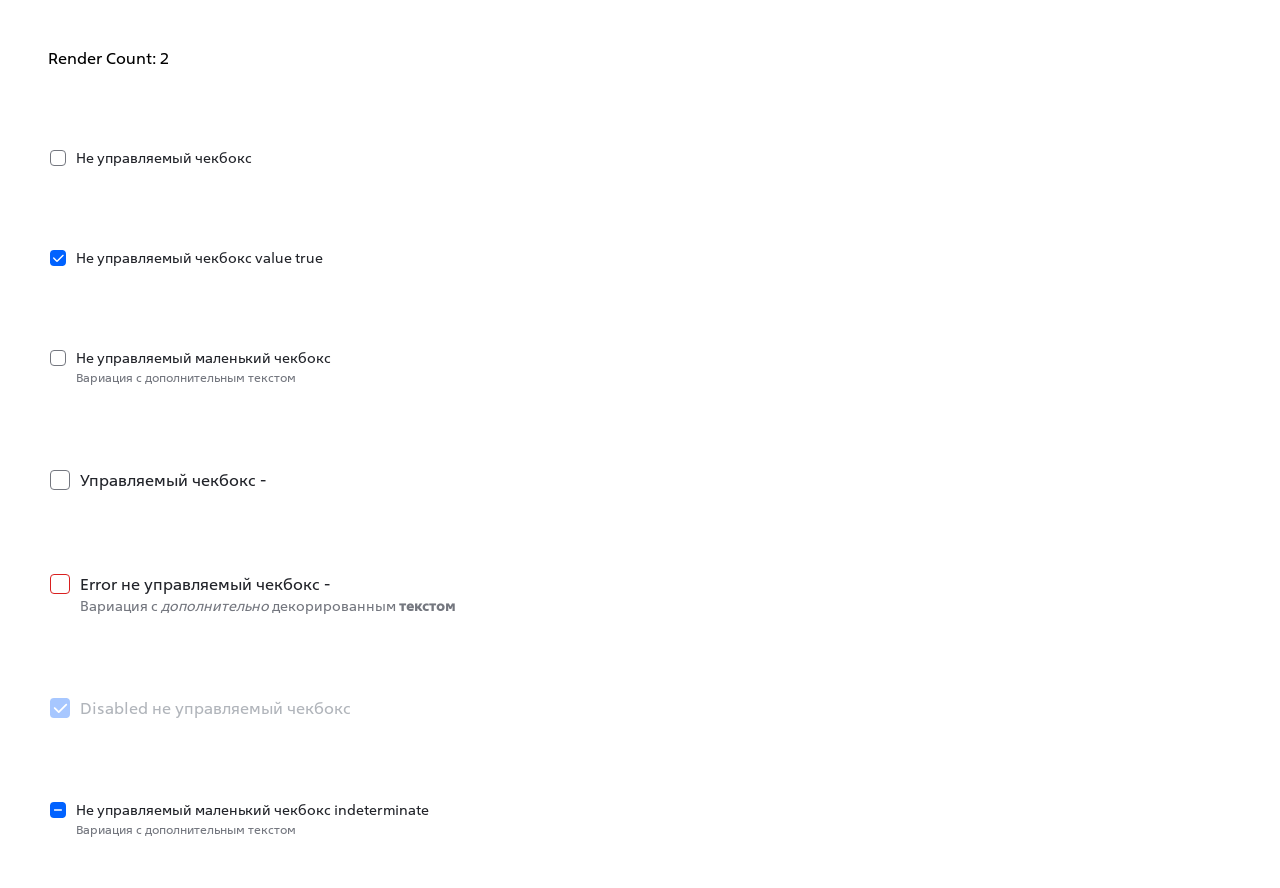 Render Count: 2
Не управляемый чекбокс
Не управляемый чекбокс value true
Не управляемый маленький чекбокс
Вариация с дополнительным текстом
Управляемый чекбокс -
Error не управляемый чекбокс -
Вариация с дополнительно декорированным текстом
Disabled не управляемый чекбокс
Не управляемый маленький чекбокс indeterminate
Вариация с дополнительным текстом